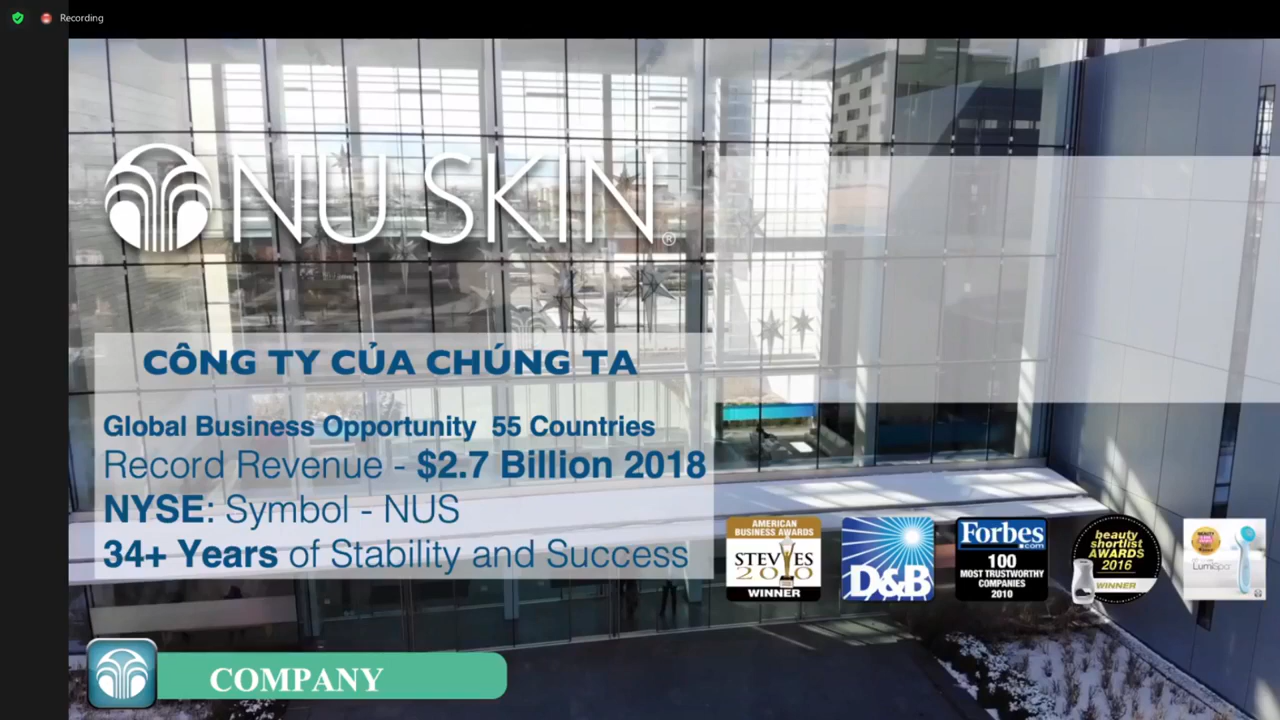 Recording
NU SKIN
®
CÔNG TY CỦA CHÚNG TA
Global Business Opportunity 55 Countries
Record Revenue - $2.7 Billion 2018
NYSE: Symbol - NUS
34+ Years of Stability and Success
AMERICAN
BUSINESS AWARDS
STEVIES
2010
WINNER
D&B
Forbes
.com
100
MOST TRUSTWORTHY
COMPANIES
2010
beauty
shortlist
AWARDS
2016
WINNER
LumiSpa
COMPANY